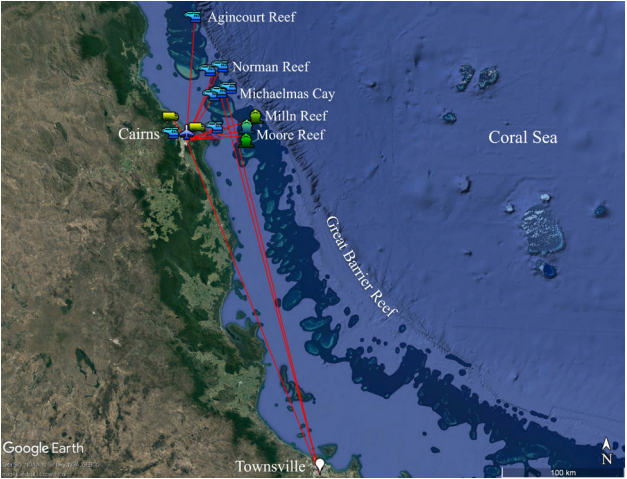 Agincourt Reef
Norman Reef
Michaelmas Cay
Milln Reef
Cairns
Moore Reef
Coral Sea
Great Barrier Reef
Google Earth
N
Townsville
100 km